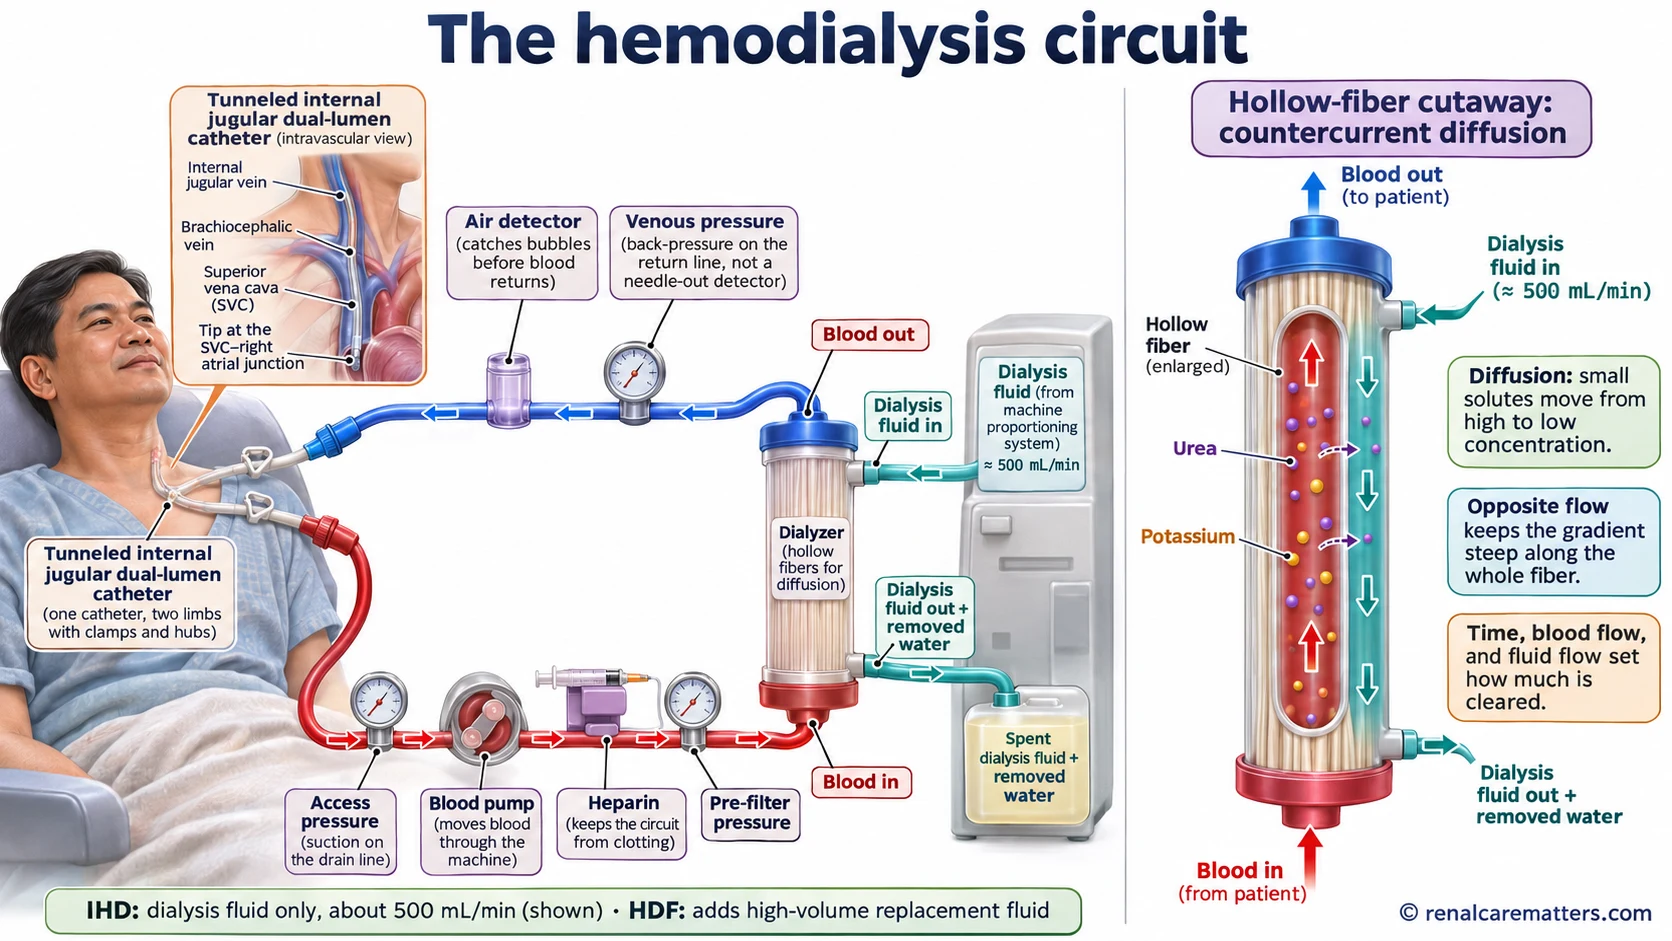 The hemodialysis circuit
Tunneled internal
jugular dual-lumen
catheter (intravascular view)
Internal
jugular vein
Brachiocephalic
vein
Superior
vena cava
(SVC)
Tip at the
SVC–right
atrial junction
Air detector
(catches bubbles
before blood
returns)
Venous pressure
(back-pressure on the
return line, not a
needle-out detector)
Blood out
Dialysis
fluid in
Dialysis
fluid (from
machine
proportioning
system)
≈ 500 mL/min
Dialyzer
(hollow
fibers for
diffusion)
Dialysis
fluid out +
removed
water
Tunneled internal
jugular dual-lumen
catheter
(one catheter, two limbs
with clamps and hubs)
Spent
dialysis fluid +
removed
water
Blood in
Access
pressure
(suction on
the drain line)
Blood pump
(moves blood
through the
machine)
Heparin
(keeps the circuit
from clotting)
Pre-filter
pressure
IHD: dialysis fluid only, about 500 mL/min (shown) · HDF: adds high-volume replacement fluid
Hollow-fiber cutaway:
countercurrent diffusion
Blood out
(to patient)
Dialysis
fluid in
(≈ 500 mL/min)
Hollow
fiber
(enlarged)
Urea
Potassium
Diffusion: small
solutes move from
high to low
concentration.
Opposite flow
keeps the gradient
steep along the
whole fiber.
Time, blood flow,
and fluid flow set
how much is
cleared.
Dialysis
fluid out +
removed water
Blood in
(from patient)
© renalcarematters.com